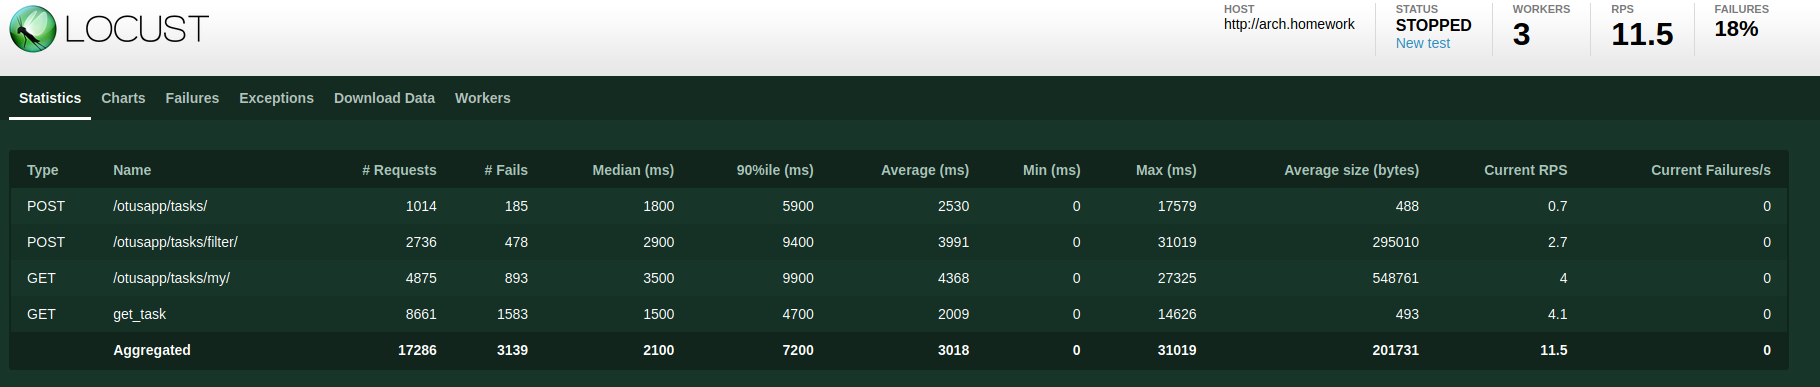 LOCUST
HOST
http://arch.homework
STATUS
STOPPED
New test
WORKERS
3
RPS
11.5
FAILURES
18%
Statistics Charts Failures Exceptions Download Data Workers
Type Name # Requests # Fails Median (ms) 90%ile (ms) Average (ms) Min (ms) Max (ms) Average size (bytes) Current RPS Current Failures/s
POST /otusapp/tasks/ 1014 185 1800 5900 2530 0 17579 488 0.7 0
POST /otusapp/tasks/filter/ 2736 478 2900 9400 3991 0 31019 295010 2.7 0
GET /otusapp/tasks/my/ 4875 893 3500 9900 4368 0 27325 548761 4 0
GET get_task 8661 1583 1500 4700 2009 0 14626 493 4.1 0
Aggregated 17286 3139 2100 7200 3018 0 31019 201731 11.5 0